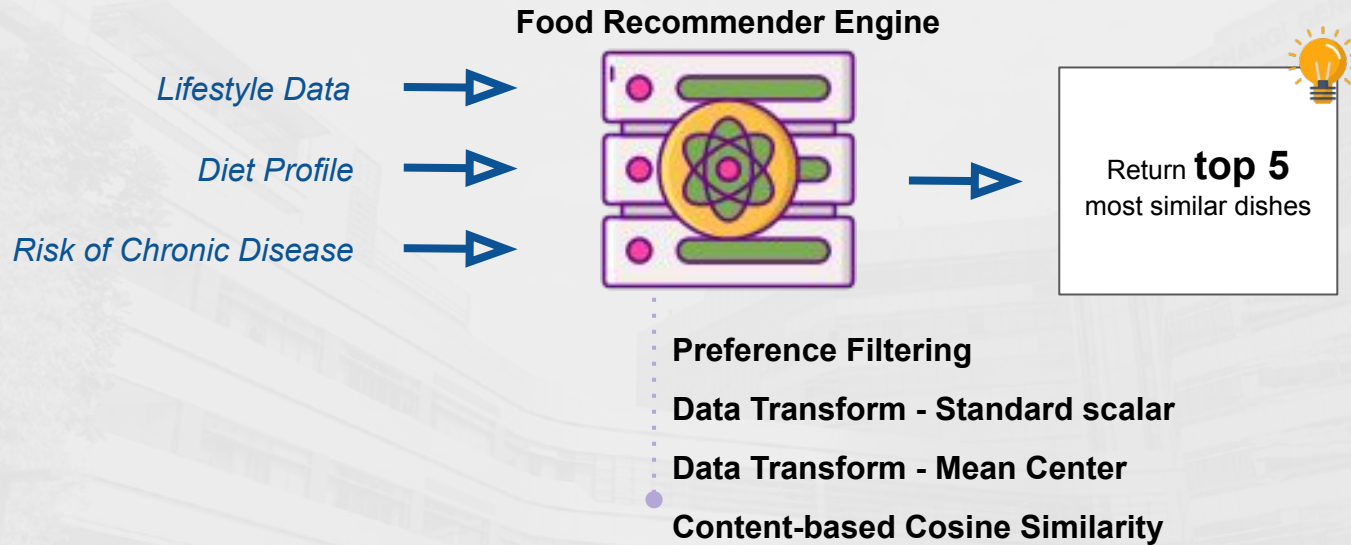 Food Recommender Engine
Lifestyle Data
Diet Profile
Risk of Chronic Disease
Return top 5
most similar dishes
Preference Filtering
Data Transform - Standard scalar
Data Transform - Mean Center
Content-based Cosine Similarity